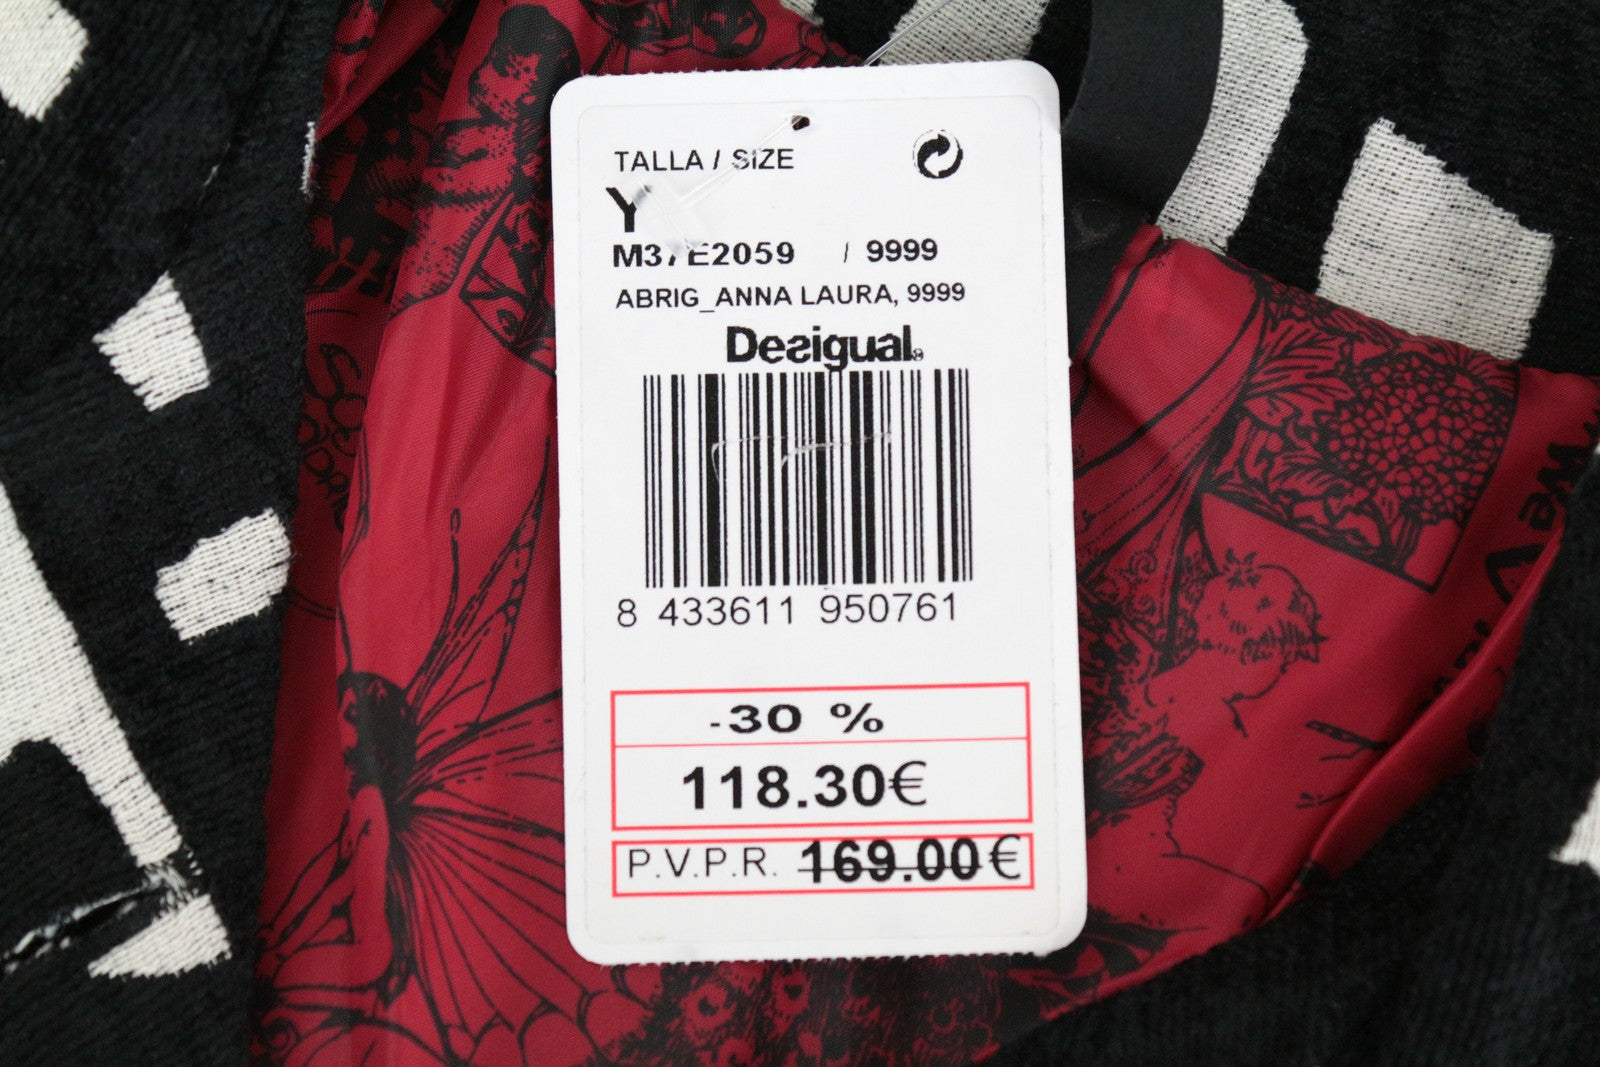 TALLA / SIZE
Y
M37E2059 / 9999
ABRIG_ANNA LAURA, 9999
Desigual®
8 433611 950761
-30 %
118.30€
P.V.P.R. 169.00€